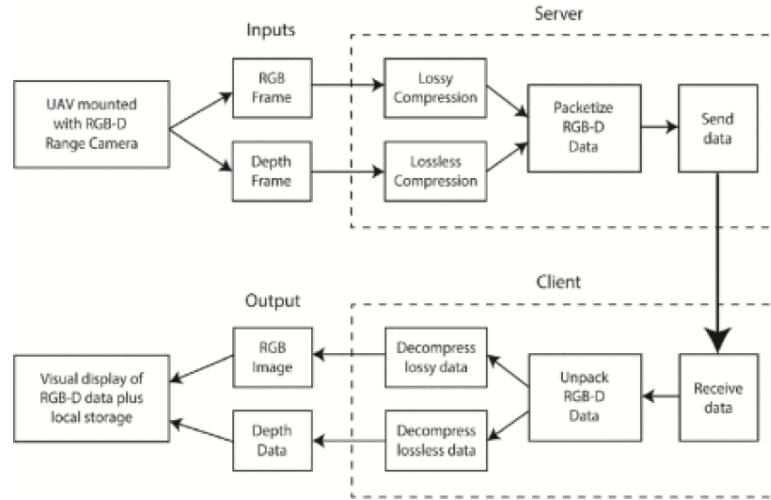 Server
Inputs
UAV mounted
with RGB-D
Range Camera
RGB
Frame
Depth
Frame
Lossy
Compression
Lossless
Compression
Packetize
RGB-D
Data
Send
data
Client
Output
Visual display of
RGB-D data plus
local storage
RGB
Image
Depth
Data
Decompress
lossy data
Decompress
lossless data
Unpack
RGB-D
Data
Receive
data